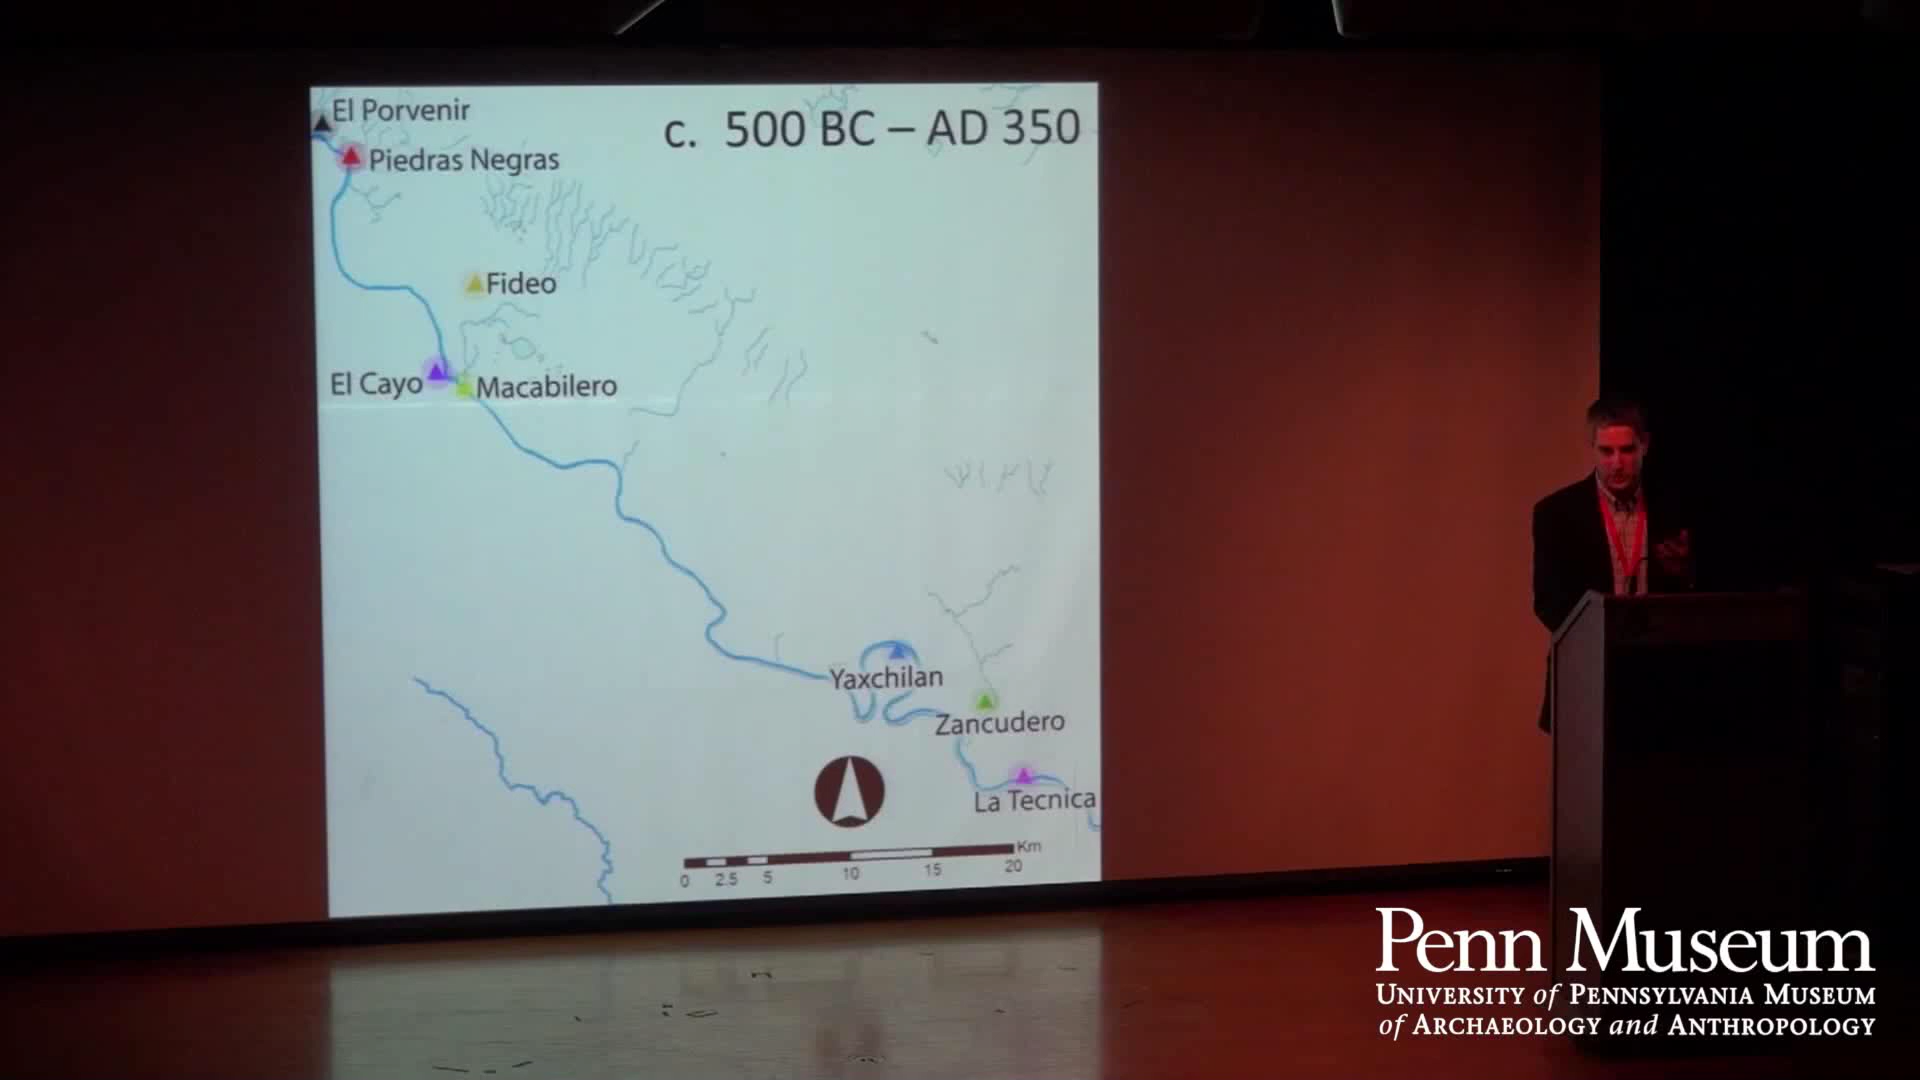 El Porvenir
c. 500 BC – AD 350
Piedras Negras
Fideo
El Cayo
Macabilero
Yaxchilan
Zancudero
La Tecnica
Km
0 2.5 5 10 15 20
Penn Museum
UNIVERSITY of PENNSYLVANIA MUSEUM
of ARCHAEOLOGY and ANTHROPOLOGY